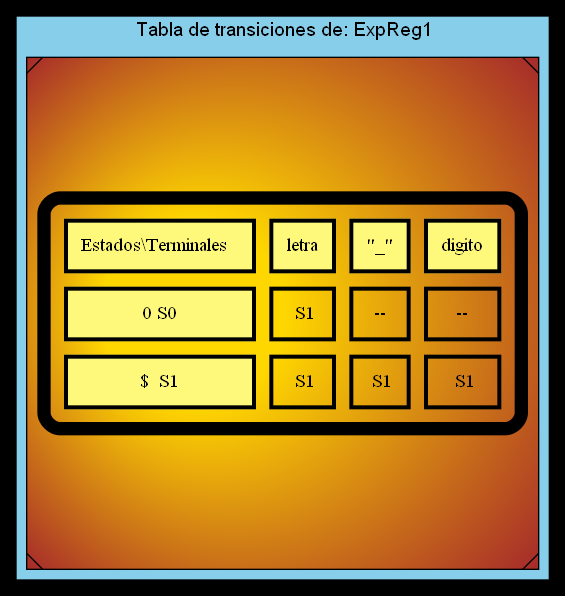 Tabla de transiciones de: ExpReg1
Estados\Terminales letra "_" digito
0 S0 S1 -- --
$ S1 S1 S1 S1